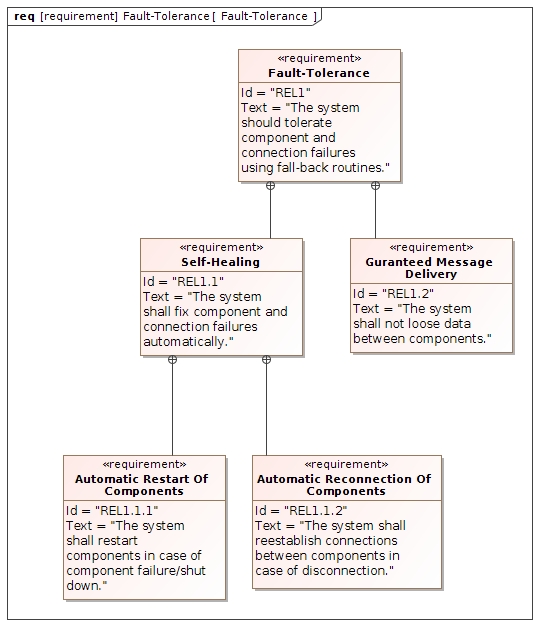 req [requirement] Fault-Tolerance [ Fault-Tolerance ]
«requirement»
Fault-Tolerance
Id = "REL1"
Text = "The system
should tolerate
component and
connection failures
using fall-back routines."
«requirement»
Self-Healing
Id = "REL1.1"
Text = "The system
shall fix component and
connection failures
automatically."
«requirement»
Guranteed Message
Delivery
Id = "REL1.2"
Text = "The system
shall not loose data
between components."
«requirement»
Automatic Restart Of
Components
Id = "REL1.1.1"
Text = "The system
shall restart
components in case of
component failure/shut
down."
«requirement»
Automatic Reconnection Of
Components
Id = "REL1.1.2"
Text = "The system shall
reestablish connections
between components in
case of disconnection."